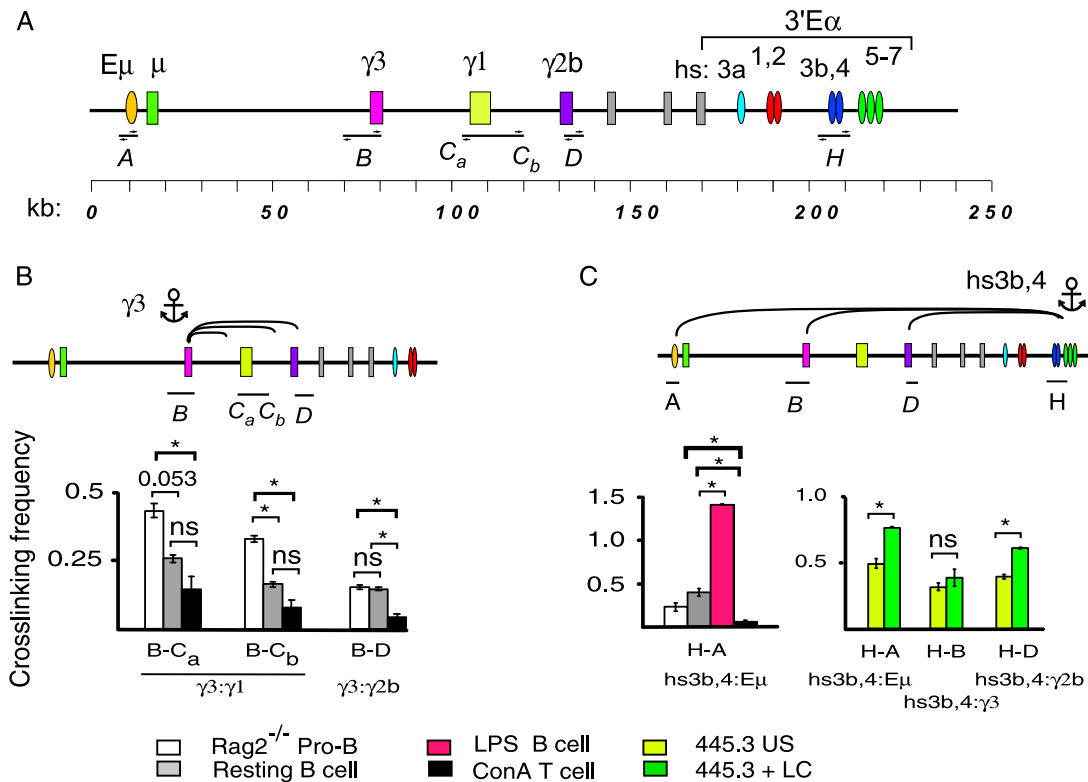 A
3'Eα
Eμ μ γ3 γ1 γ2b hs: 3a 1,2 3b,4 5-7
A B Ca Cb D H
kb: 0 50 100 150 200 250
B
γ3
B Ca Cb D
C
hs3b,4
A B D H
Crosslinking frequency
0.5
0.25
0.053 * ns
* * ns
* ns *
B-Ca B-Cb B-D
γ3:γ1 γ3:γ2b
1.5
1.0
0.5
* * *
H-A
hs3b,4:Eμ
1.0
0.5
0
* ns *
H-A H-B H-D
hs3b,4:Eμ hs3b,4:γ2b
hs3b,4:γ3
Rag2-/- Pro-B LPS B cell 445.3 US
Resting B cell ConA T cell 445.3 + LC